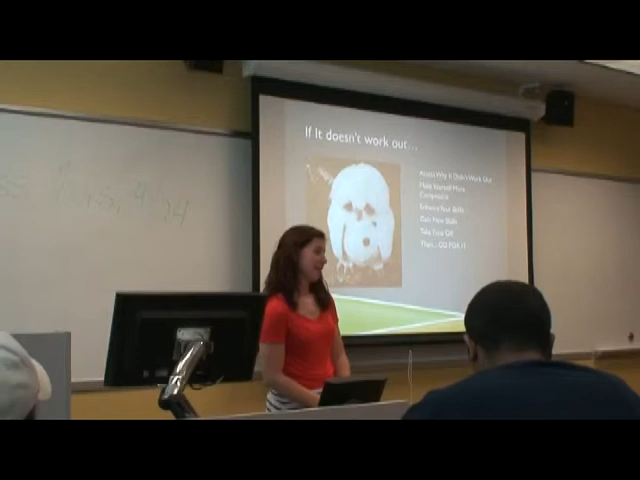 If It doesn't work out…
Assess Why It Didn't Work Out
Make Yourself More
Competitive
Enhance Your Skills
Gain New Skills
Take Time Off
Then…GO FOR IT